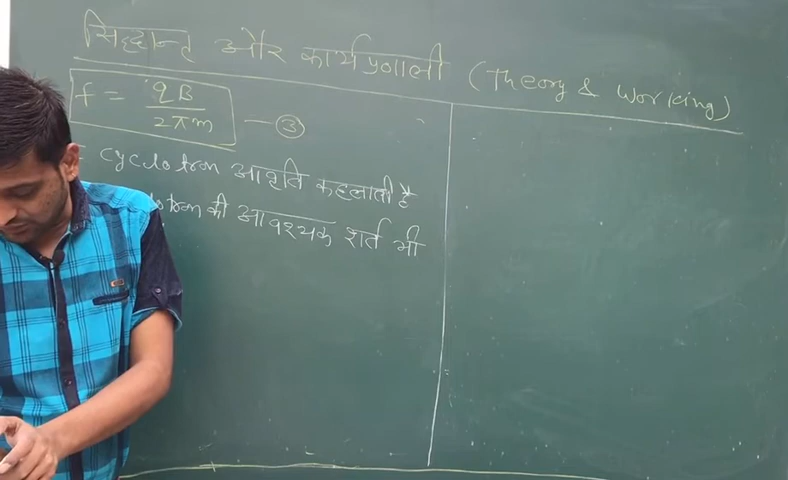 सिद्धान्त और कार्यप्रणाली (Theory & Working)
f = qB / 2πm — ③
cyclotron आवृति कहलाती है
की आवश्यक शर्त भी